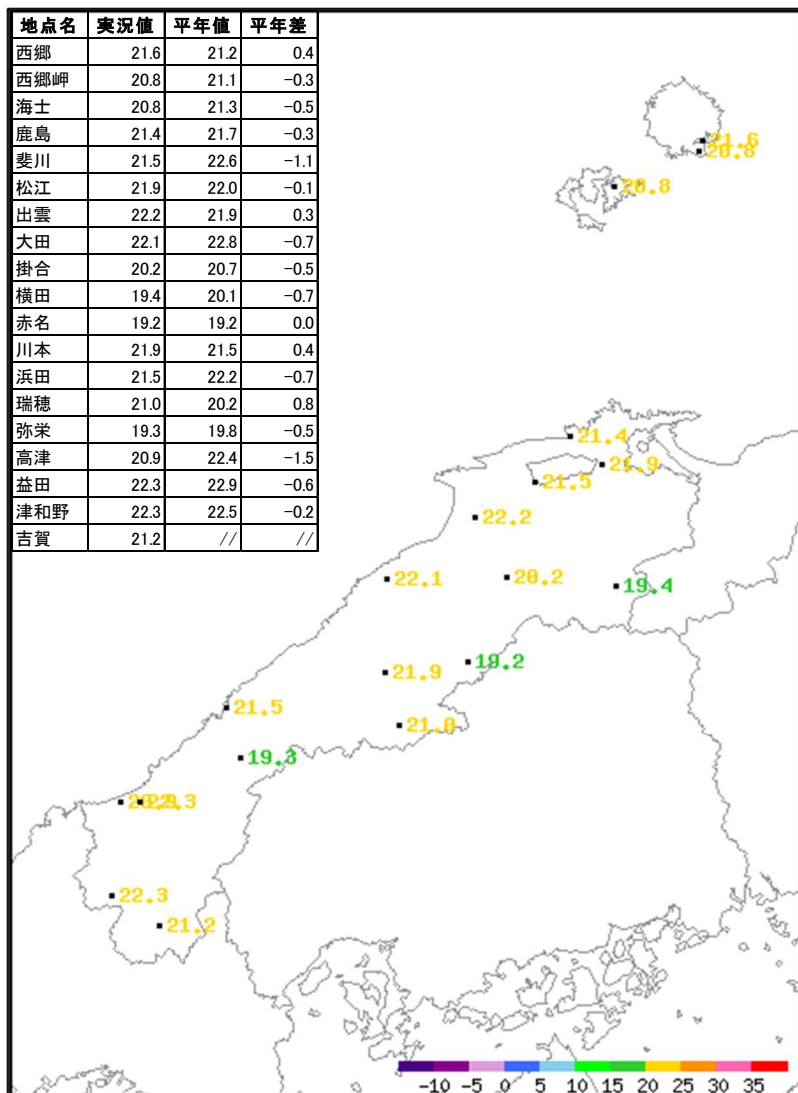 地点名 実況値 平年値 平年差
西郷 21.6 21.2 0.4
西郷岬 20.8 21.1 −0.3
海士 20.8 21.3 −0.5
鹿島 21.4 21.7 −0.3
斐川 21.5 22.6 −1.1
松江 21.9 22.0 −0.1
出雲 22.2 21.9 0.3
大田 22.1 22.8 −0.7
掛合 20.2 20.7 −0.5
横田 19.4 20.1 −0.7
赤名 19.2 19.2 0.0
川本 21.9 21.5 0.4
浜田 21.5 22.2 −0.7
瑞穂 21.0 20.2 0.8
弥栄 19.3 19.8 −0.5
高津 20.9 22.4 −1.5
益田 22.3 22.9 −0.6
津和野 22.3 22.5 −0.2
吉賀 21.2 // //
21.6
20.8
20.8
21.4
21.9
21.5
22.2
22.1
20.2
19.4
19.2
21.9
21.0
21.5
19.3
20.9
22.3
22.3
21.2
−10 −5 0 5 10 15 20 25 30 35